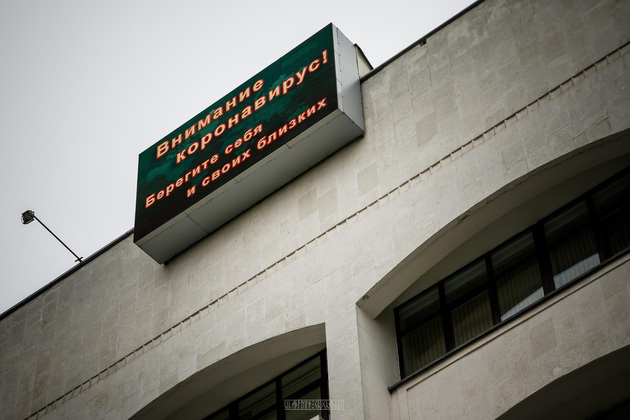 Внимание
коронавирус!
Берегите себя
и своих близких